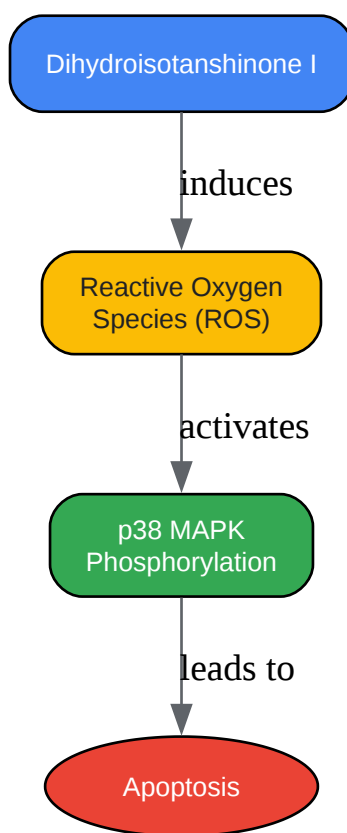 Dihydroisotanshinone I
induces
Reactive Oxygen
Species (ROS)
activates
p38 MAPK
Phosphorylation
leads to
Apoptosis